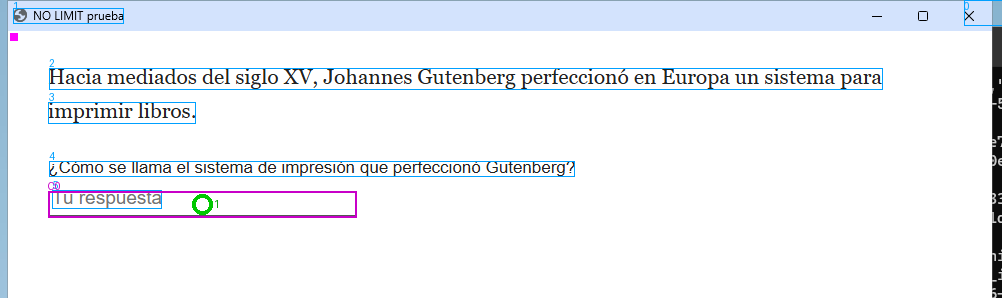 NO LIMIT prueba
Hacia mediados del siglo XV, Johannes Gutenberg perfeccionó en Europa un sistema para
imprimir libros.
¿Cómo se llama el sistema de impresión que perfeccionó Gutenberg?
Tu respuesta